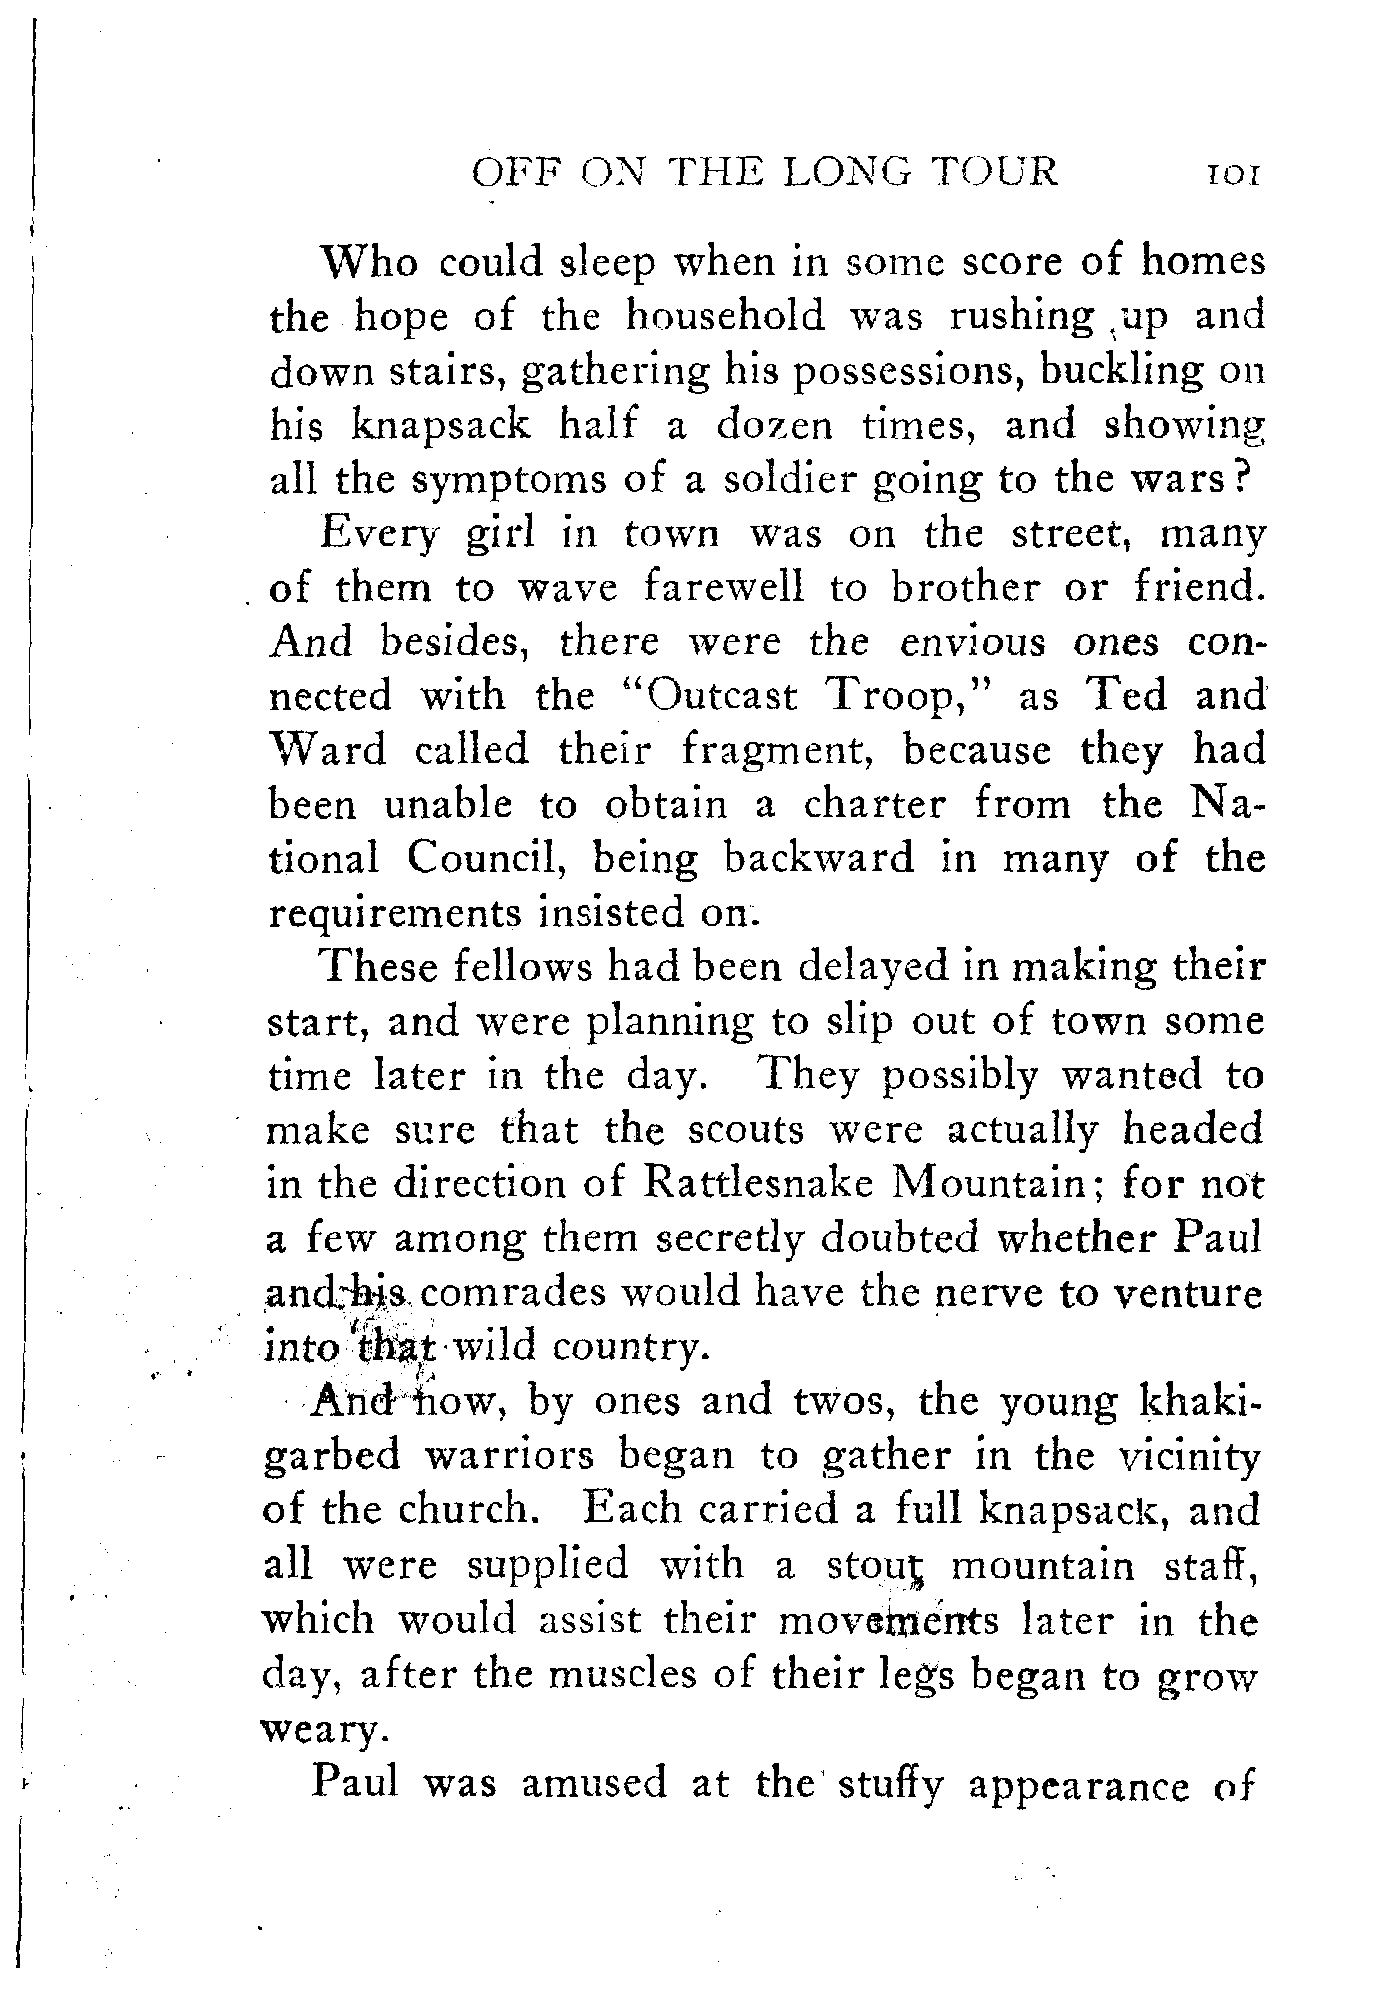 OFF ON THE LONG TOUR 101
Who could sleep when in some score of homes
the hope of the household was rushing up and
down stairs, gathering his possessions, buckling on
his knapsack half a dozen times, and showing
all the symptoms of a soldier going to the wars?
Every girl in town was on the street, many
of them to wave farewell to brother or friend.
And besides, there were the envious ones con-
nected with the "Outcast Troop," as Ted and
Ward called their fragment, because they had
been unable to obtain a charter from the Na-
tional Council, being backward in many of the
requirements insisted on.
These fellows had been delayed in making their
start, and were planning to slip out of town some
time later in the day. They possibly wanted to
make sure that the scouts were actually headed
in the direction of Rattlesnake Mountain; for not
a few among them secretly doubted whether Paul
and his comrades would have the nerve to venture
into that wild country.
And now, by ones and twos, the young khaki-
garbed warriors began to gather in the vicinity
of the church. Each carried a full knapsack, and
all were supplied with a stout mountain staff,
which would assist their movements later in the
day, after the muscles of their legs began to grow
weary.
Paul was amused at the stuffy appearance of